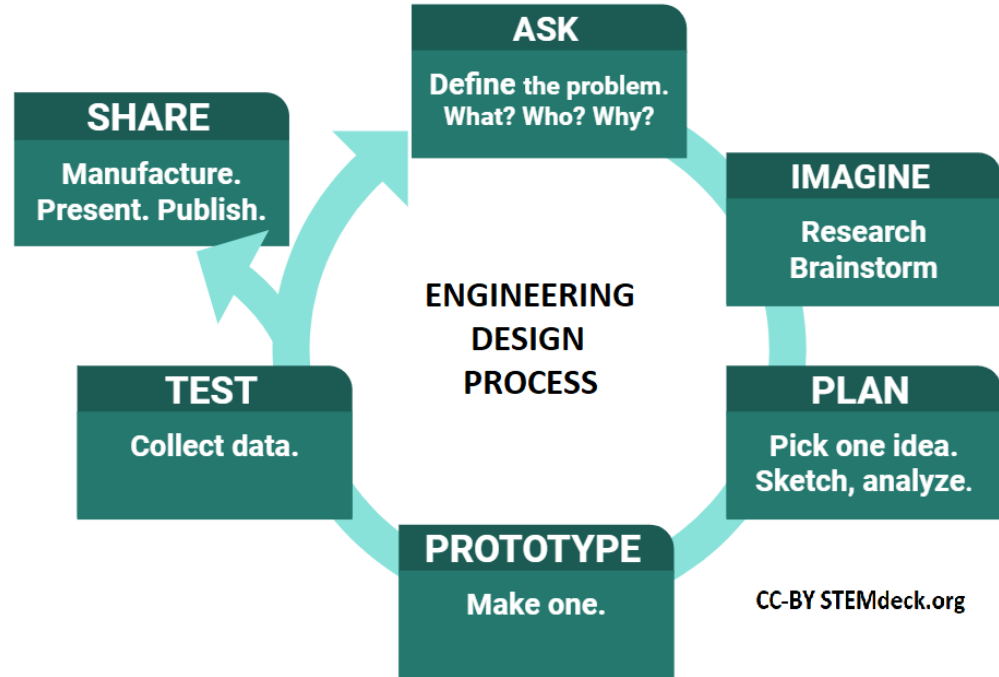 ASK
Define the problem.
What? Who? Why?
IMAGINE
Research
Brainstorm
PLAN
Pick one idea.
Sketch, analyze.
PROTOTYPE
Make one.
TEST
Collect data.
SHARE
Manufacture.
Present. Publish.
ENGINEERING
DESIGN
PROCESS
CC-BY STEMdeck.org